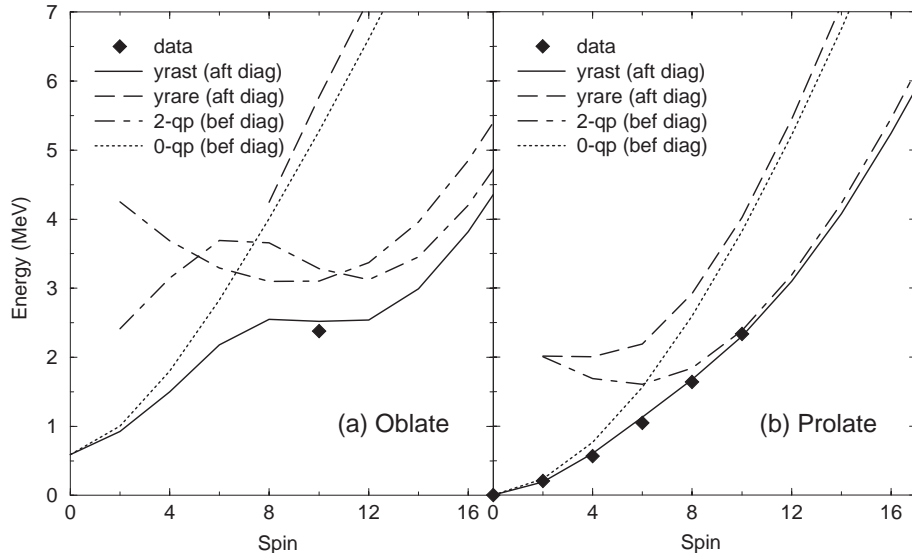 7
6
5
4
3
2
1
0
Energy (MeV)
data
yrast (aft diag)
yrare (aft diag)
2-qp (bef diag)
0-qp (bef diag)
(a) Oblate
0
4
8
12
16
Spin
data
yrast (aft diag)
yrare (aft diag)
2-qp (bef diag)
0-qp (bef diag)
(b) Prolate
0
4
8
12
16
Spin